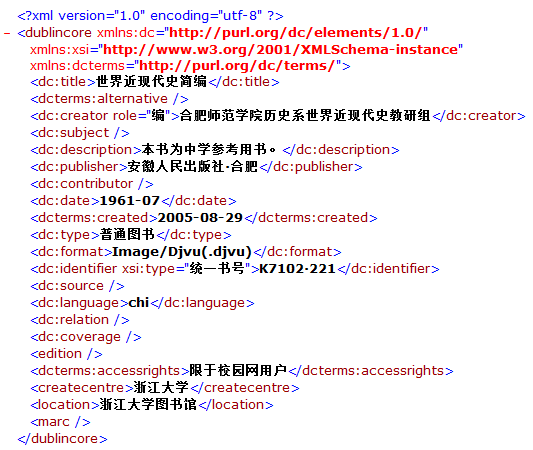 <?xml version="1.0" encoding="utf-8" ?>
- <dublincore xmlns:dc="http://purl.org/dc/elements/1.0/"
xmlns:xsi="http://www.w3.org/2001/XMLSchema-instance"
xmlns:dcterms="http://purl.org/dc/terms/">
<dc:title>世界近现代史简编</dc:title>
<dcterms:alternative />
<dc:creator role="编">合肥师范学院历史系世界近现代史教研组</dc:creator>
<dc:subject />
<dc:description>本书为中学参考用书。</dc:description>
<dc:publisher>安徽人民出版社·合肥</dc:publisher>
<dc:contributor />
<dc:date>1961-07</dc:date>
<dcterms:created>2005-08-29</dcterms:created>
<dc:type>普通图书</dc:type>
<dc:format>Image/Djvu(.djvu)</dc:format>
<dc:identifier xsi:type="统一书号">K7102·221</dc:identifier>
<dc:source />
<dc:language>chi</dc:language>
<dc:relation />
<dc:coverage />
<edition />
<dcterms:accessrights>限于校园网用户</dcterms:accessrights>
<createcentre>浙江大学</createcentre>
<location>浙江大学图书馆</location>
<marc />
</dublincore>